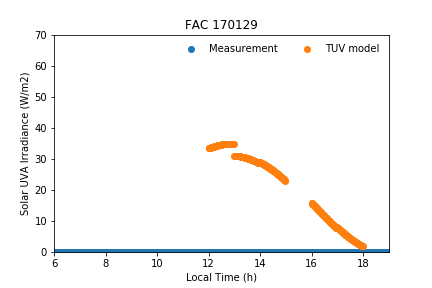 FAC 170129
Measurement TUV model
Solar UVA Irradiance (W/m2)
70
60
50
40
30
20
10
0
6 8 10 12 14 16 18
Local Time (h)